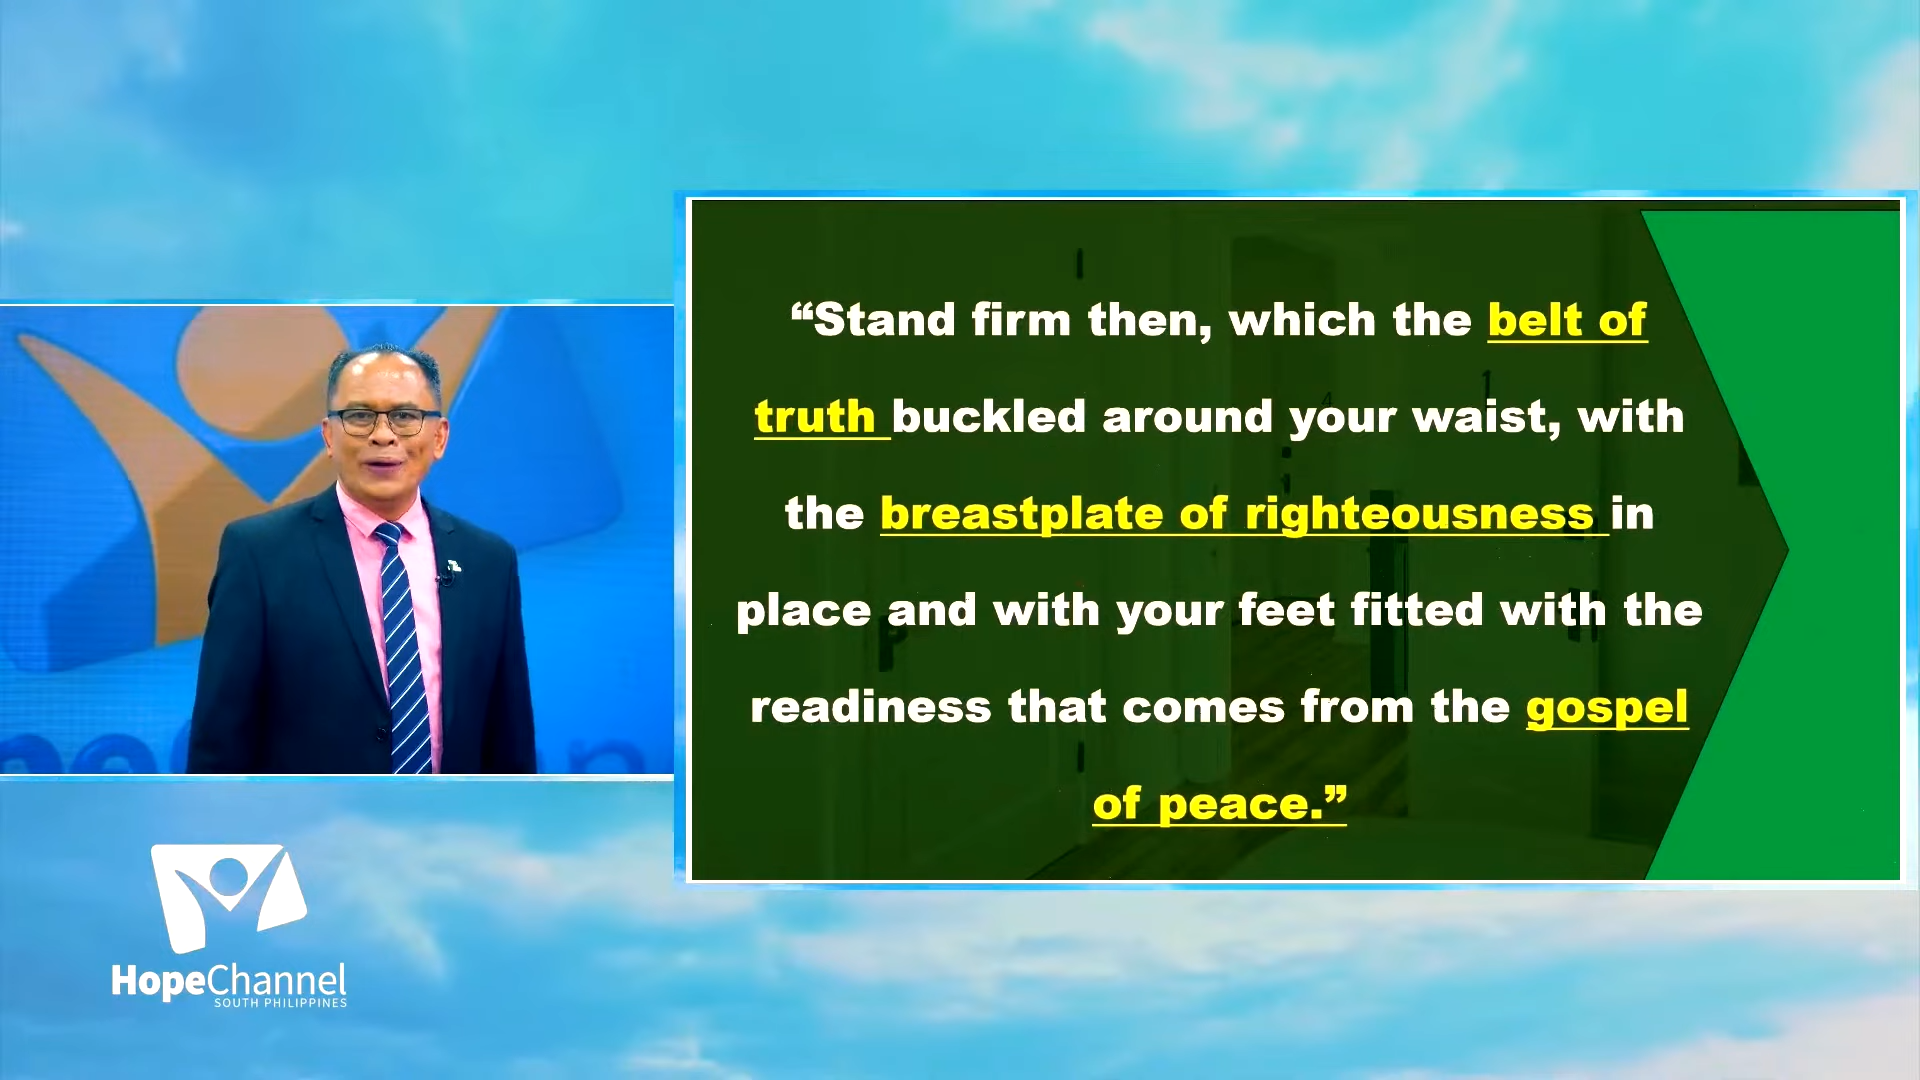 “Stand firm then, which the belt of
truth buckled around your waist, with
the breastplate of righteousness in
place and with your feet fitted with the
readiness that comes from the gospel
of peace.”
HopeChannel
SOUTH PHILIPPINES